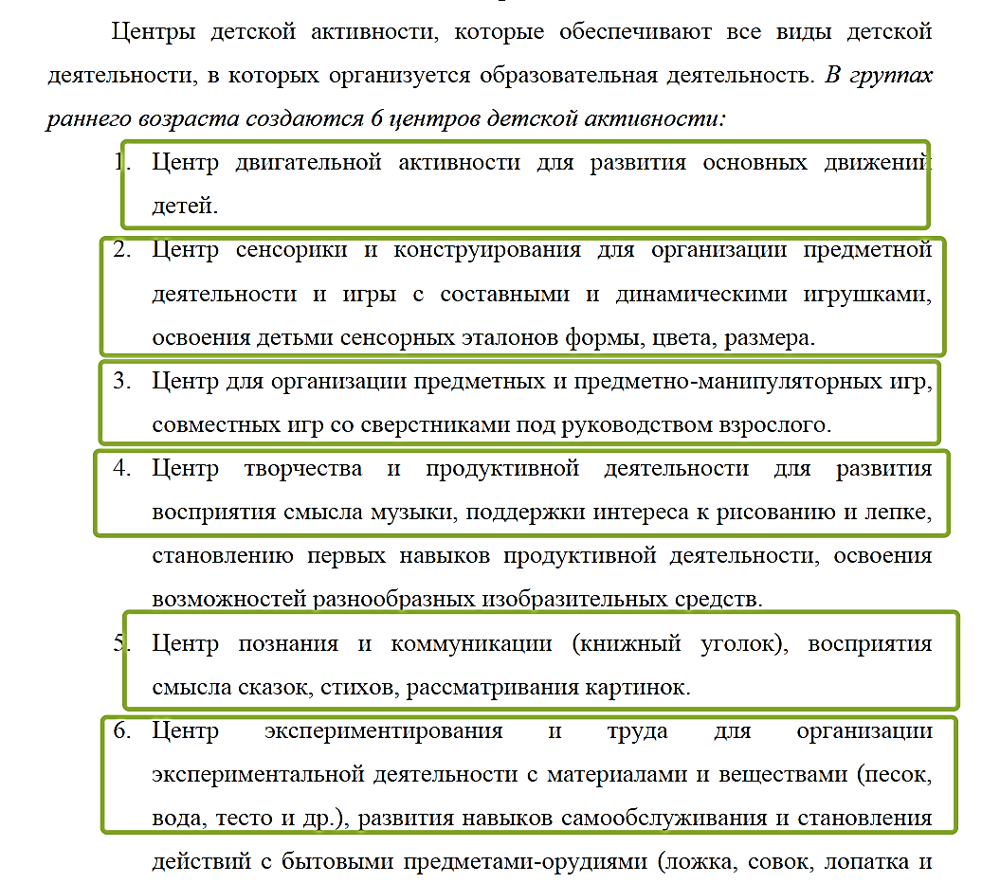 Центры детской активности, которые обеспечивают все виды детской
деятельности, в которых организуется образовательная деятельность. В группах
раннего возраста создаются 6 центров детской активности:
1. Центр двигательной активности для развития основных движений
детей.
2. Центр сенсорики и конструирования для организации предметной
деятельности и игры с составными и динамическими игрушками,
освоения детьми сенсорных эталонов формы, цвета, размера.
3. Центр для организации предметных и предметно-манипуляторных игр,
совместных игр со сверстниками под руководством взрослого.
4. Центр творчества и продуктивной деятельности для развития
восприятия смысла музыки, поддержки интереса к рисованию и лепке,
становлению первых навыков продуктивной деятельности, освоения
возможностей разнообразных изобразительных средств.
5. Центр познания и коммуникации (книжный уголок), восприятия
смысла сказок, стихов, рассматривания картинок.
6. Центр экспериментирования и труда для организации
экспериментальной деятельности с материалами и веществами (песок,
вода, тесто и др.), развития навыков самообслуживания и становления
действий с бытовыми предметами-орудиями (ложка, совок, лопатка и